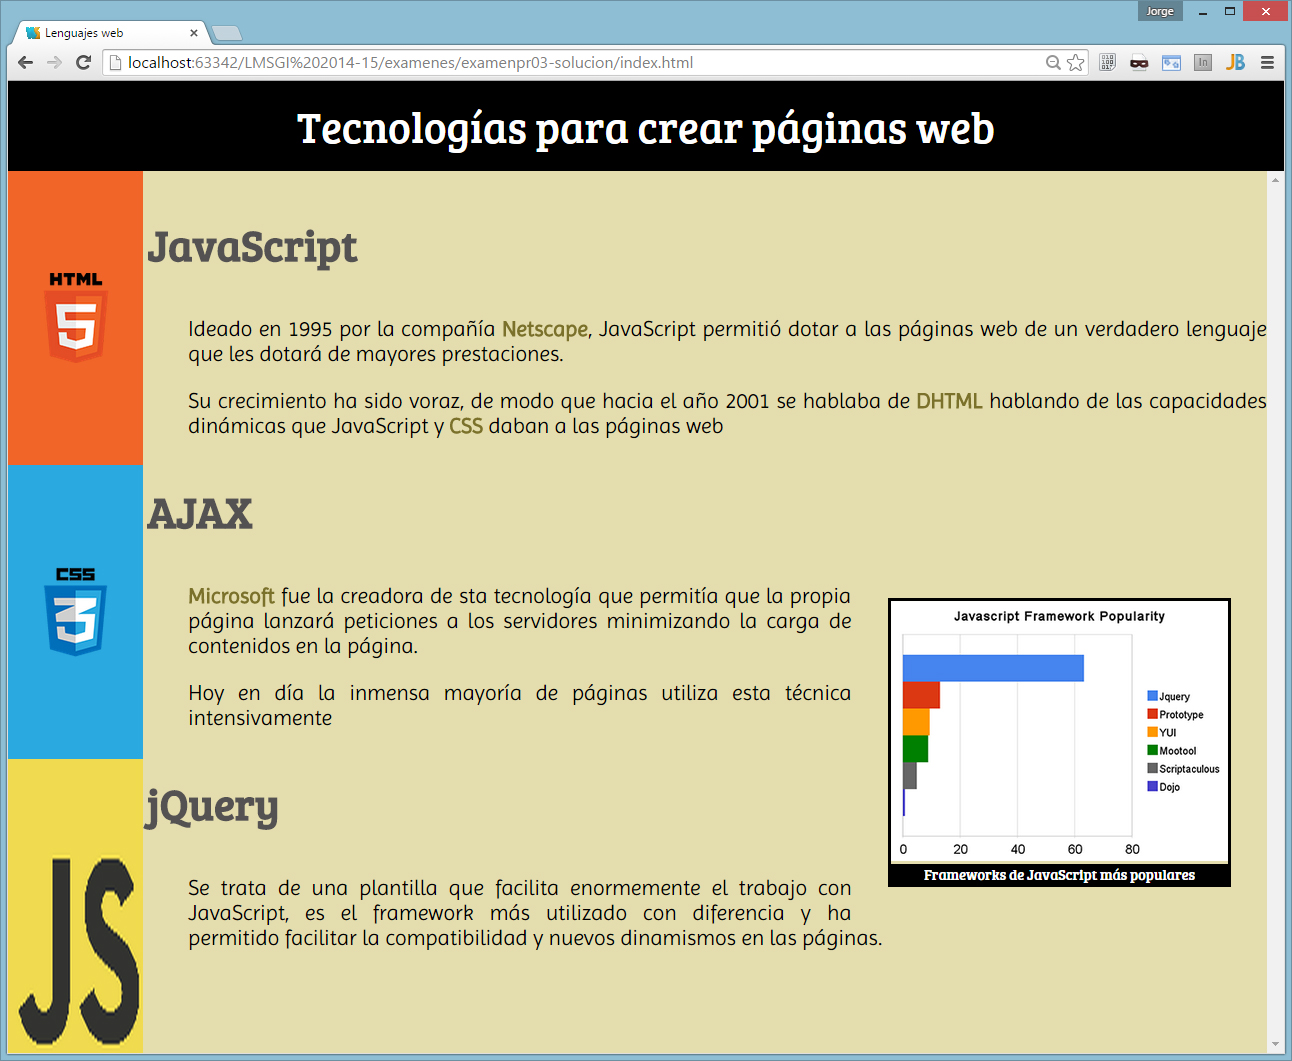 Jorge
Lenguajes web
localhost:63342/LMSGI%202014-15/examenes/examenpr03-solucion/index.html
In
JB
Tecnologías para crear páginas web
HTML
5
CSS
3
JS
JavaScript
Ideado en 1995 por la compañía Netscape, JavaScript permitió dotar a las páginas web de un verdadero lenguaje
que les dotará de mayores prestaciones.
Su crecimiento ha sido voraz, de modo que hacia el año 2001 se hablaba de DHTML hablando de las capacidades
dinámicas que JavaScript y CSS daban a las páginas web
AJAX
Microsoft fue la creadora de sta tecnología que permitía que la propia
página lanzará peticiones a los servidores minimizando la carga de
contenidos en la página.
Hoy en día la inmensa mayoría de páginas utiliza esta técnica
intensivamente
Javascript Framework Popularity
Jquery
Prototype
YUI
Mootool
Scriptaculous
Dojo
0 20 40 60 80
Frameworks de JavaScript más populares
jQuery
Se trata de una plantilla que facilita enormemente el trabajo con
JavaScript, es el framework más utilizado con diferencia y ha
permitido facilitar la compatibilidad y nuevos dinamismos en las páginas.